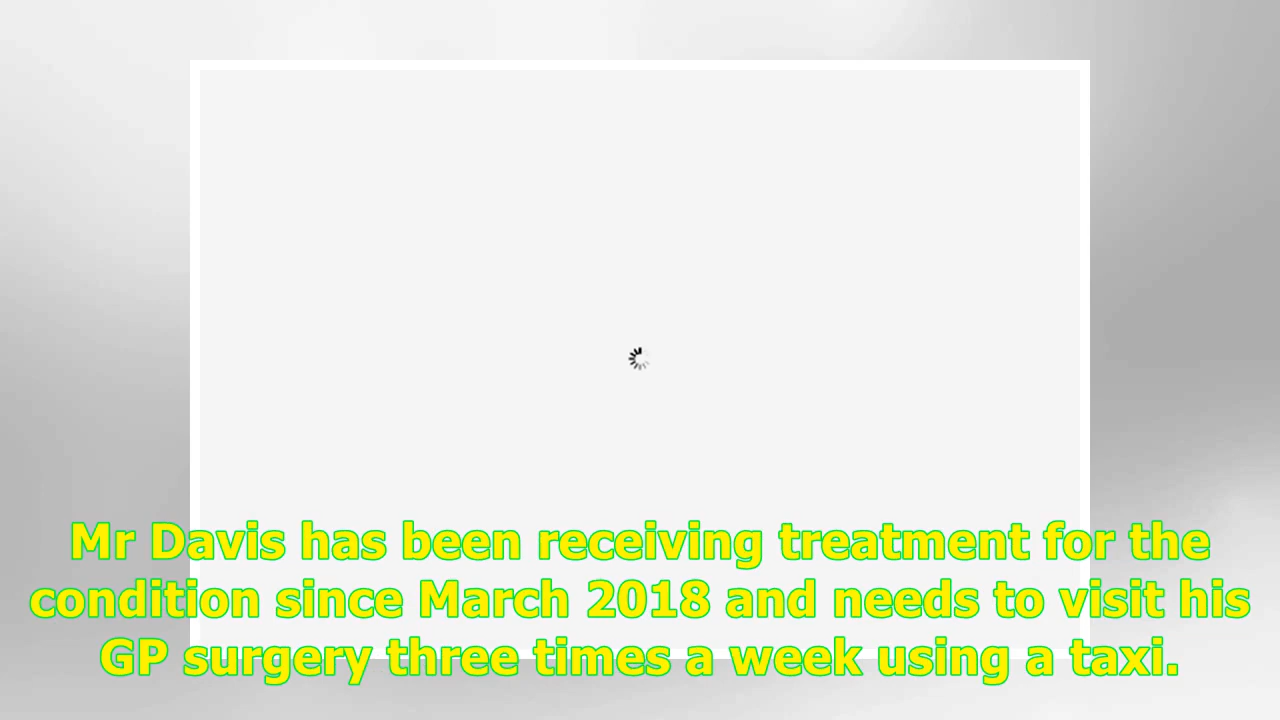 Mr Davis has been receiving treatment for the
condition since March 2018 and needs to visit his
GP surgery three times a week using a taxi.